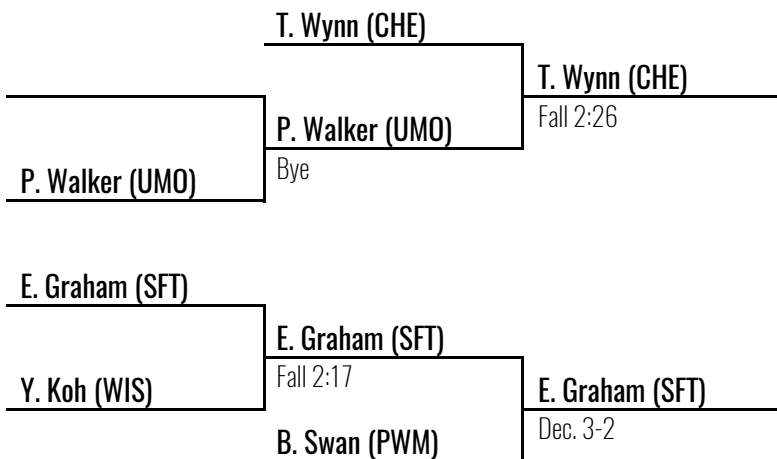 T. Wynn (CHE)
T. Wynn (CHE)
Fall 2:26
P. Walker (UMO)
Bye
P. Walker (UMO)
E. Graham (SFT)
E. Graham (SFT)
Fall 2:17
Y. Koh (WIS)
E. Graham (SFT)
Dec. 3-2
B. Swan (PWM)